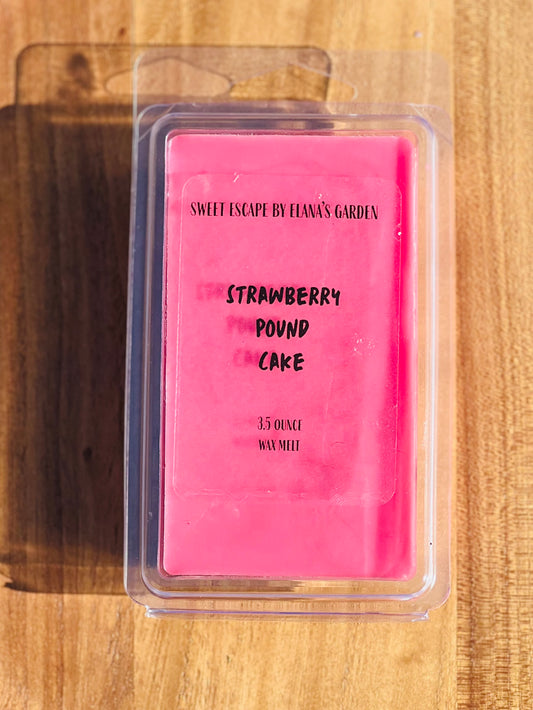 SWEET ESCAPE BY ELANA'S GARDEN
STRAWBERRY
POUND
CAKE
3.5 OUNCE
WAX MELT